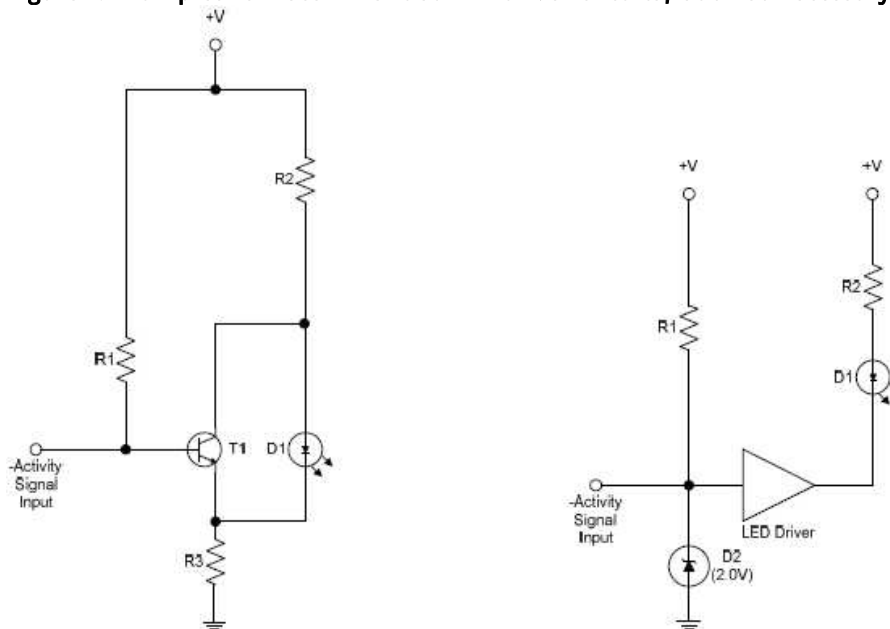 +V
R2
R1
T1
D1
-Activity
Signal
Input
R3
+V
+V
R2
R1
D1
-Activity
Signal
Input
LED Driver
D2
(2.0V)